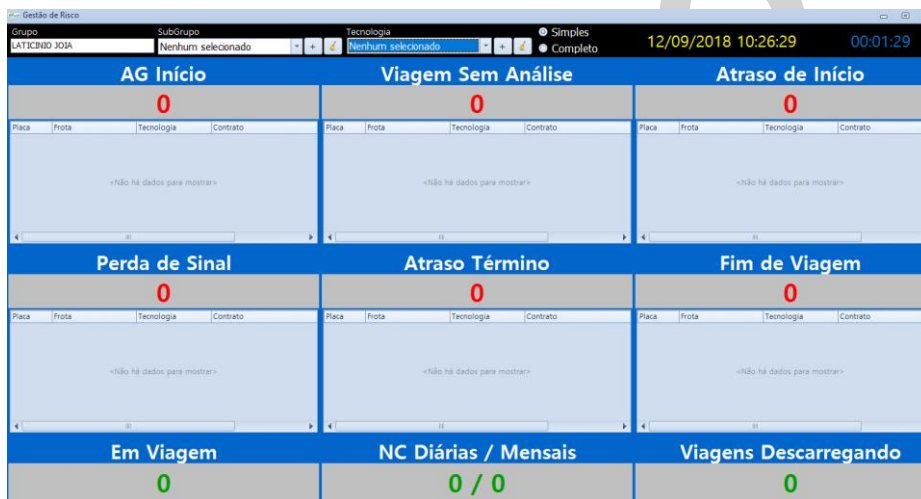 Gestão de Risco
Grupo SubGrupo Tecnologia Simples
LATICINIO JOIA Nenhum selecionado + Nenhum selecionado + Completo 12/09/2018 10:26:29 00:01:29
AG Início Viagem Sem Análise Atraso de Início
0 0 0
Placa Frota Tecnologia Contrato Placa Frota Tecnologia Contrato Placa Frota Tecnologia Contrato
<Não há dados para mostrar> <Não há dados para mostrar> <Não há dados para mostrar>
Perda de Sinal Atraso Término Fim de Viagem
0 0 0
Placa Frota Tecnologia Contrato Placa Frota Tecnologia Contrato Placa Frota Tecnologia Contrato
<Não há dados para mostrar> <Não há dados para mostrar> <Não há dados para mostrar>
Em Viagem NC Diárias / Mensais Viagens Descarregando
0 0 / 0 0